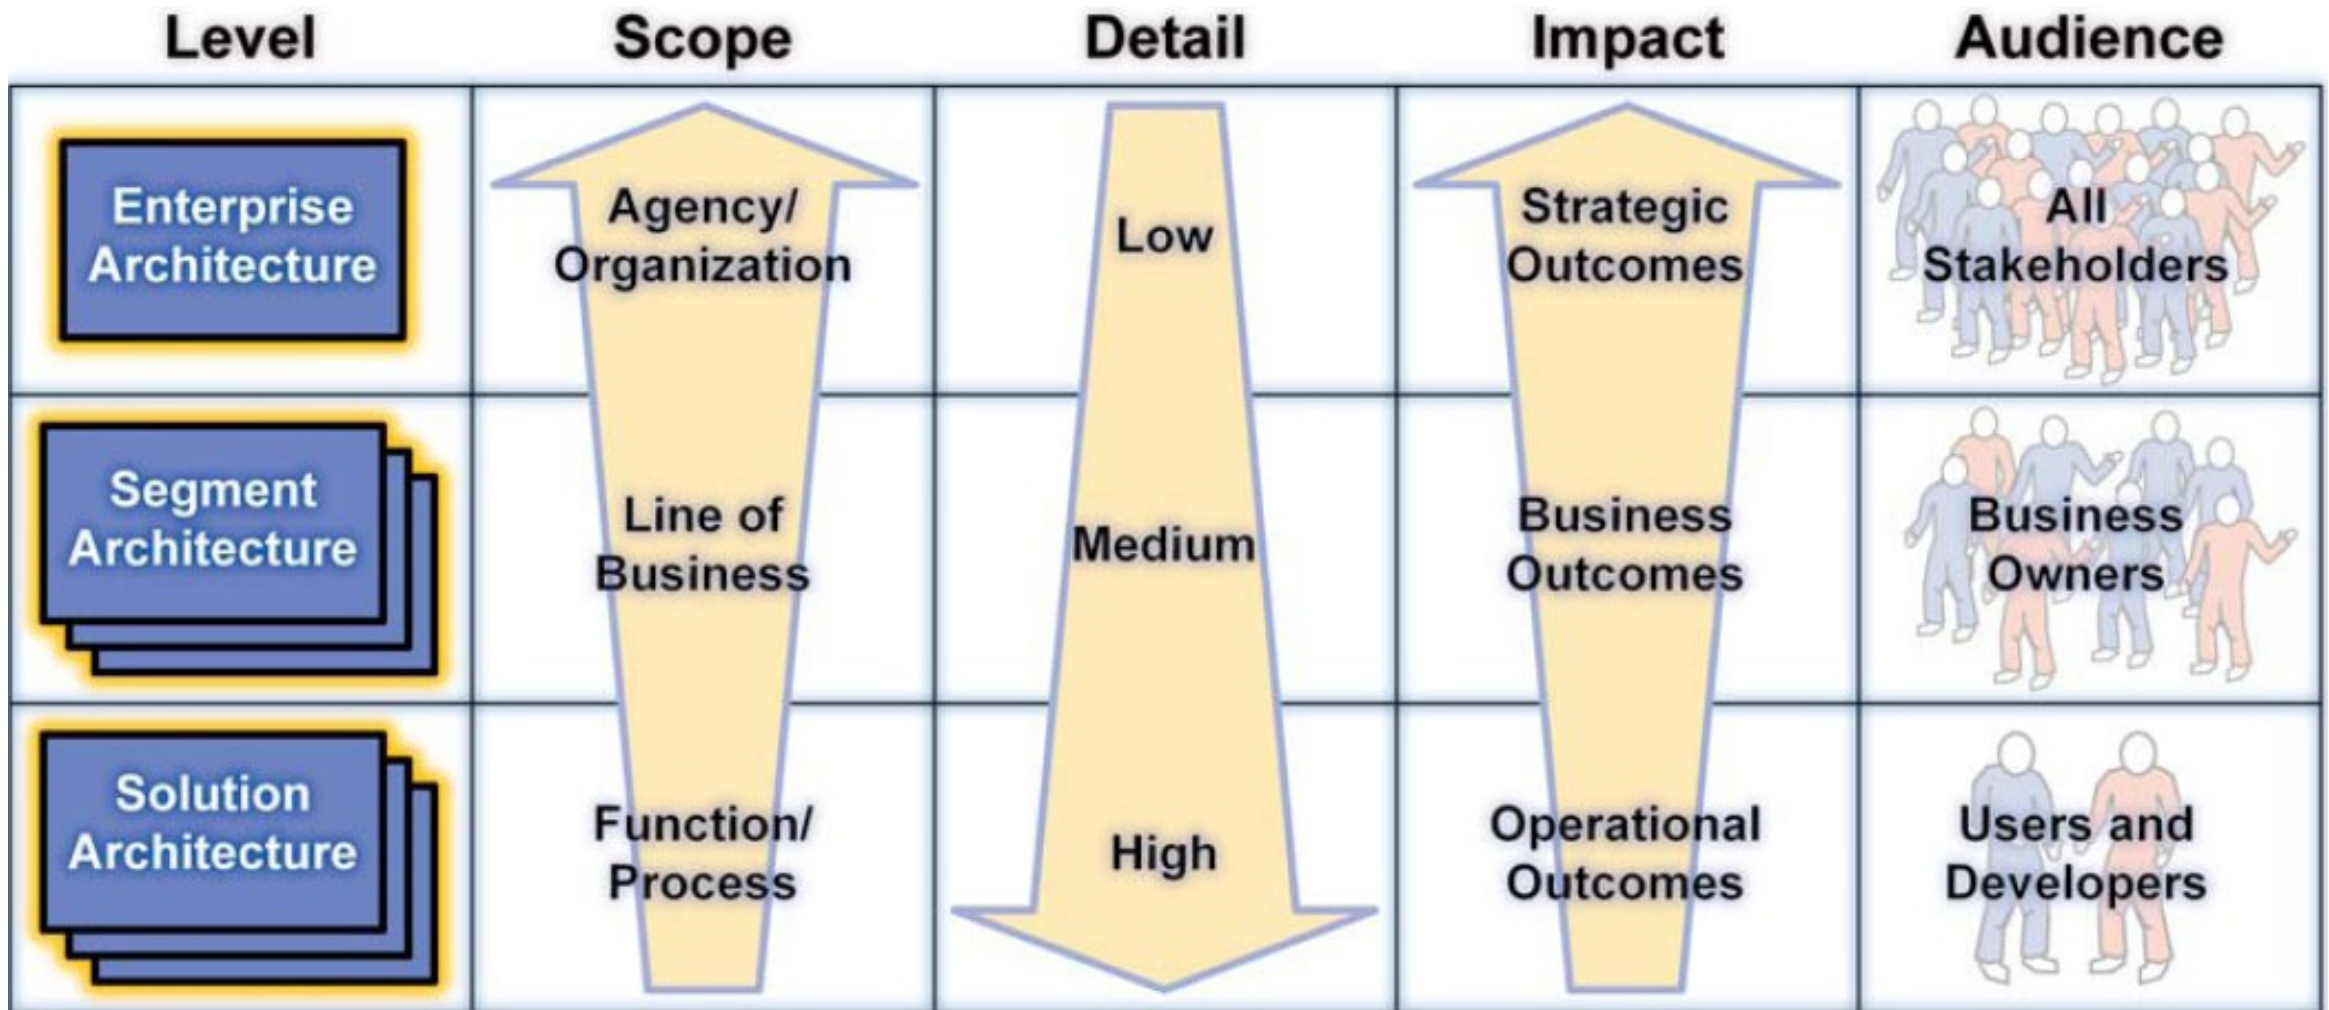 Level
Scope
Detail
Impact
Audience
Enterprise
Architecture
Agency/
Organization
Low
Strategic
Outcomes
All
Stakeholders
Segment
Architecture
Line of
Business
Medium
Business
Outcomes
Business
Owners
Solution
Architecture
Function/
Process
High
Operational
Outcomes
Users and
Developers